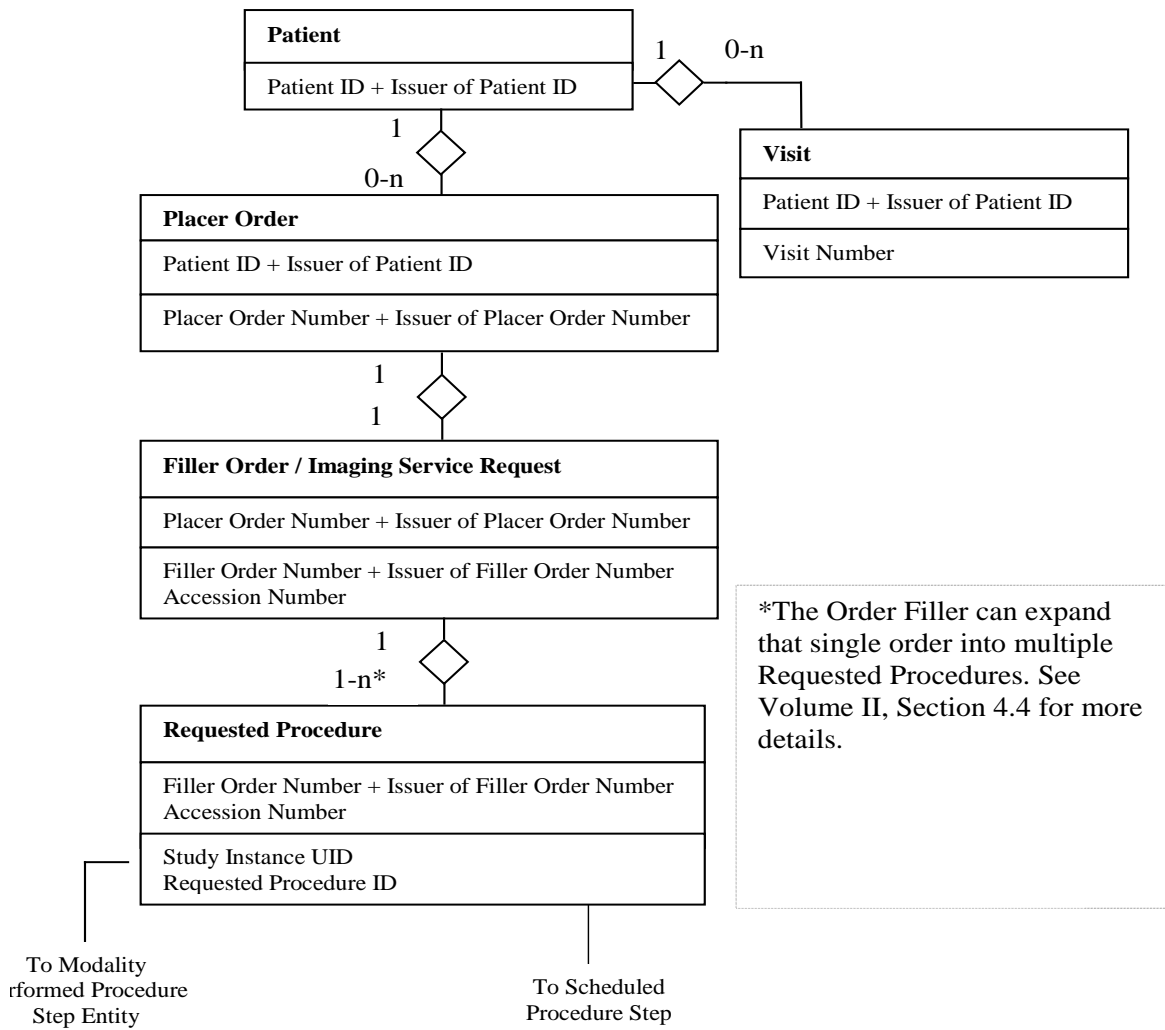 Patient
Patient ID + Issuer of Patient ID
1
0-n
1
0-n
Visit
Patient ID + Issuer of Patient ID
Visit Number
Placer Order
Patient ID + Issuer of Patient ID
Placer Order Number + Issuer of Placer Order Number
1
1
Filler Order / Imaging Service Request
Placer Order Number + Issuer of Placer Order Number
Filler Order Number + Issuer of Filler Order Number
Accession Number
1
1-n*
*The Order Filler can expand
that single order into multiple
Requested Procedures. See
Volume II, Section 4.4 for more
details.
Requested Procedure
Filler Order Number + Issuer of Filler Order Number
Accession Number
Study Instance UID
Requested Procedure ID
To Modality
rformed Procedure
Step Entity
To Scheduled
Procedure Step